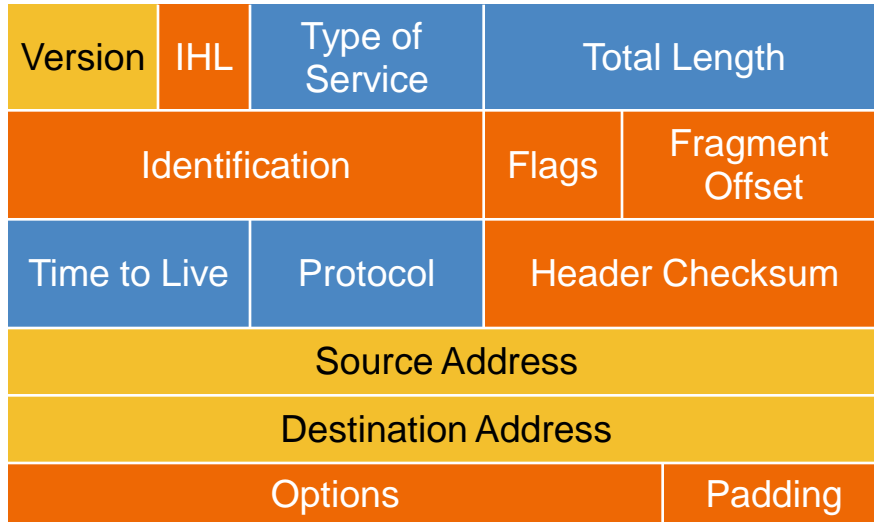 Version IHL Type of Service Total Length
Identification Flags Fragment Offset
Time to Live Protocol Header Checksum
Source Address
Destination Address
Options Padding